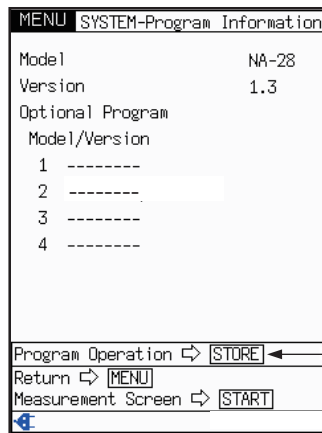 MENU SYSTEM-Program Information
Model NA-28
Version 1.3
Optional Program
Model/Version
1 --------
2 --------
3 --------
4 --------
Program Operation ⇨ STORE
Return ⇨ MENU
Measurement Screen ⇨ START